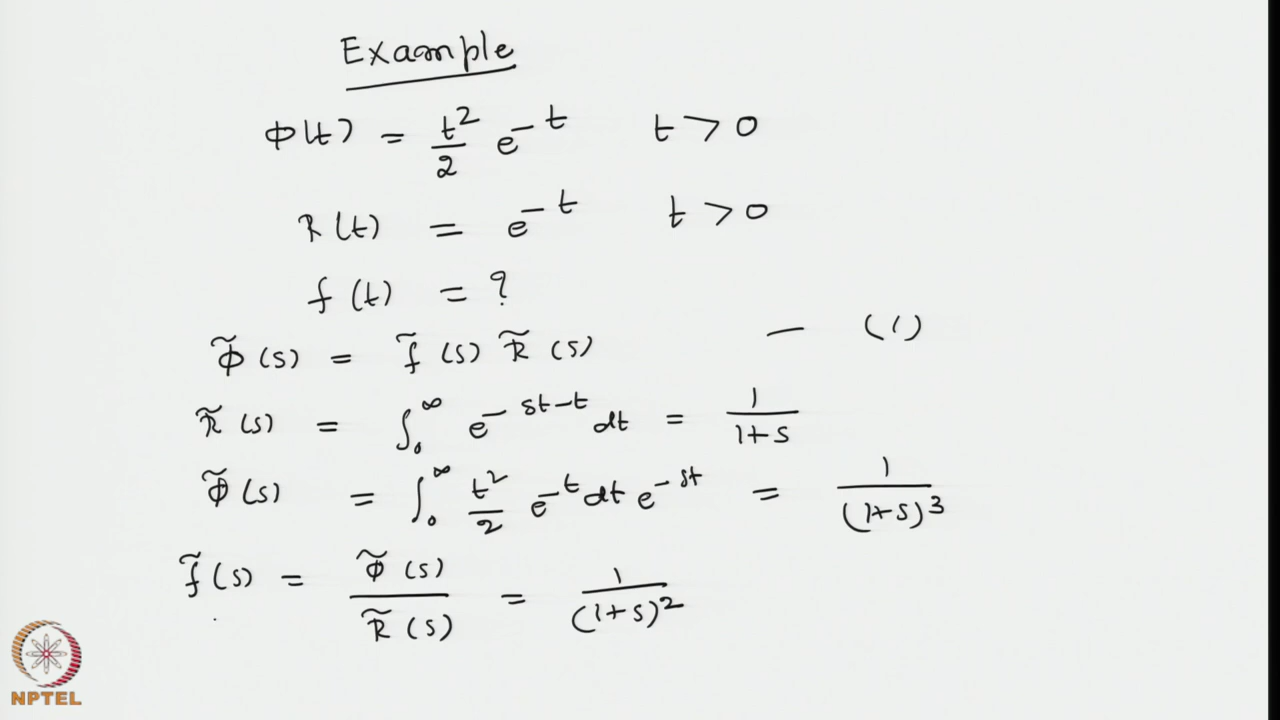 Example
Φ(t) = t²/2 e^{-t}    t > 0
R(t) = e^{-t}    t > 0
f(t) = ?
Φ̃(s) = f̃(s) R̃(s)    — (1)
R̃(s) = ∫₀^∞ e^{-st-t} dt = 1/(1+s)
Φ̃(s) = ∫₀^∞ t²/2 e^{-t} dt e^{-st} = 1/(1+s)³
f̃(s) = Φ̃(s)/R̃(s) = 1/(1+s)²
NPTEL